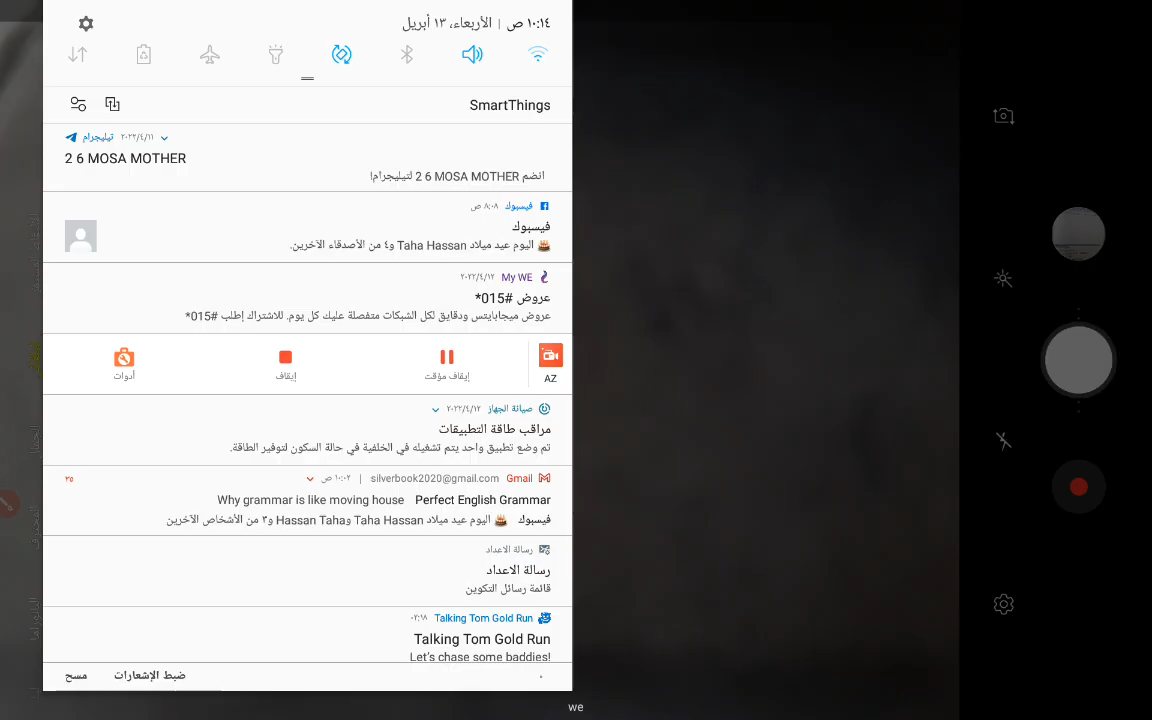 ١٠:١٤ ص | الأربعاء، ١٣ أبريل
SmartThings
تيليجرام ٢٠٢٢/٤/١١
2 6 MOSA MOTHER
انضم 2 6 MOSA MOTHER لتيليجرام!
فيسبوك ٨:٠٨ ص
فيسبوك
🎂 اليوم عيد ميلاد Taha Hassan و٤ من الأصدقاء الآخرين.
My WE ٢٠٢٢/٤/١٢
عروض #015*
عروض ميجابايتس ودقايق لكل الشبكات متفصلة عليك كل يوم. للاشتراك إطلب #015*
AZ
إيقاف مؤقت
إيقاف
أدوات
صيانة الجهاز ٢٠٢٢/٤/١٢
مراقب طاقة التطبيقات
تم وضع تطبيق واحد يتم تشغيله في الخلفية في حالة السكون لتوفير الطاقة.
Gmail silverbook2020@gmail.com | ١٠:٠٢ ص
٣٥
Perfect English Grammar Why grammar is like moving house
فيسبوك 🎂 اليوم عيد ميلاد Taha Hassan وHassan Taha و٣ من الأشخاص الآخرين
رسالة الاعداد
رسالة الاعداد
قائمة رسائل التكوين
Talking Tom Gold Run ٠٢:١٩
Talking Tom Gold Run
Let's chase some baddies!
ضبط الإشعارات
مسح
we